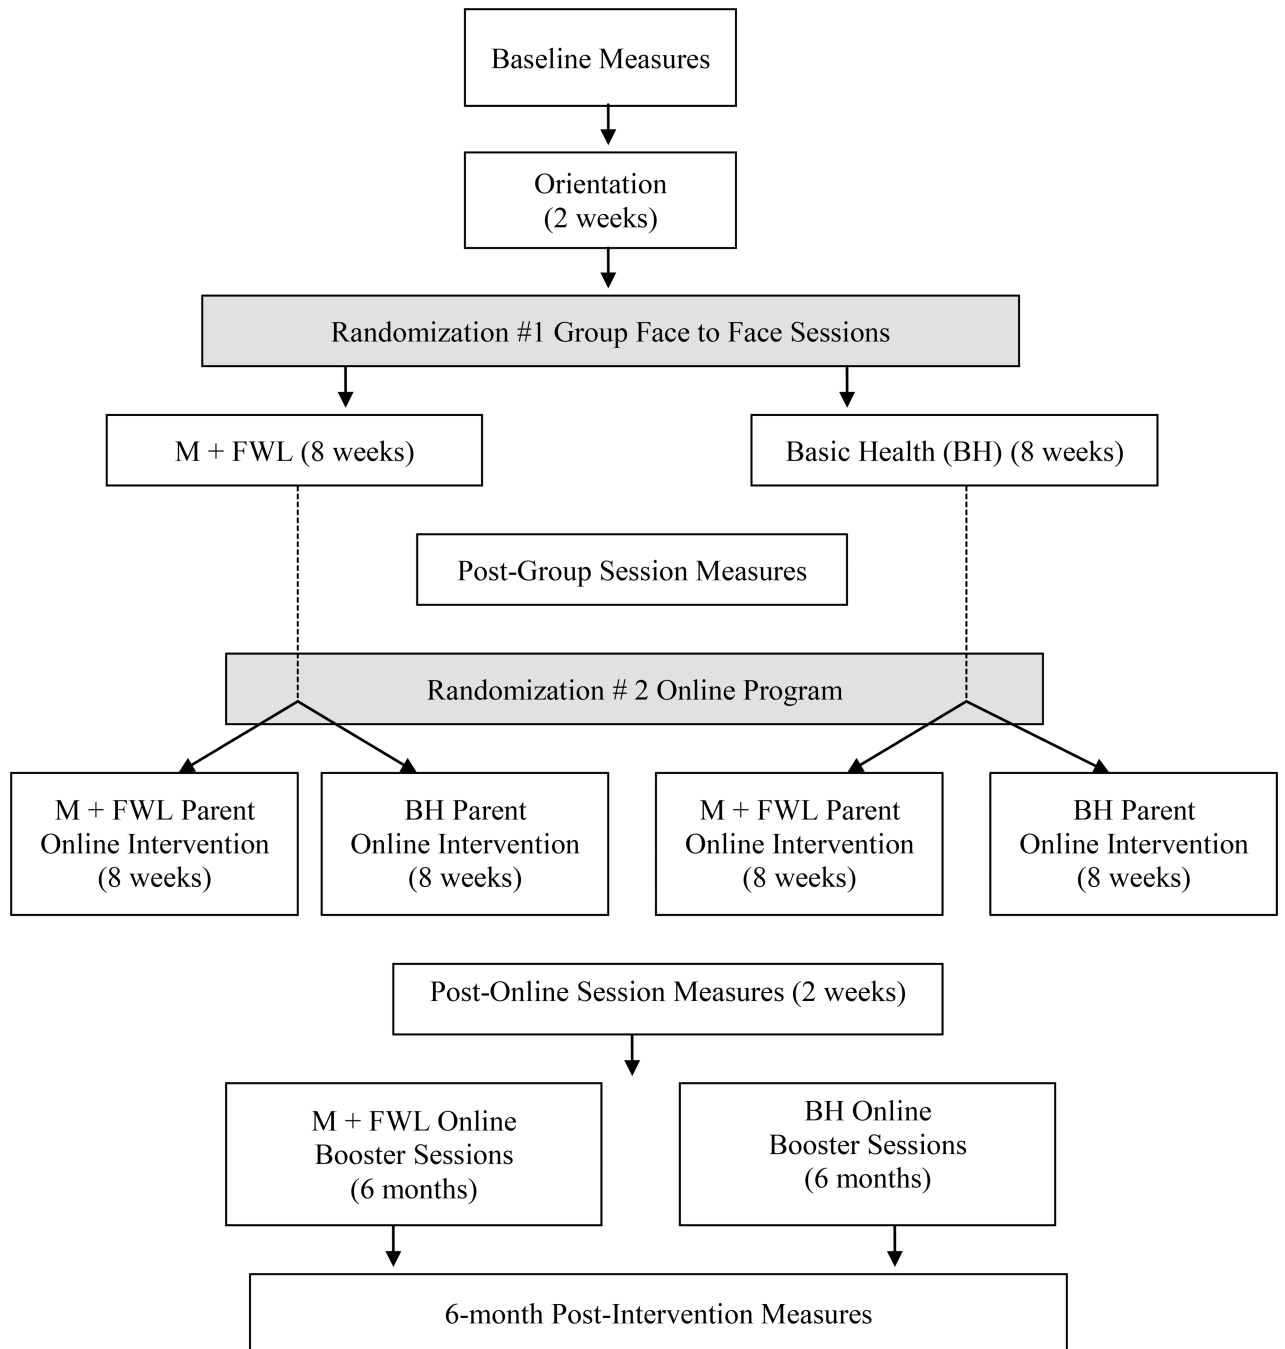 Baseline Measures
Orientation
(2 weeks)
Randomization #1 Group Face to Face Sessions
M + FWL (8 weeks)
Basic Health (BH) (8 weeks)
Post-Group Session Measures
Randomization # 2 Online Program
M + FWL Parent
Online Intervention
(8 weeks)
BH Parent
Online Intervention
(8 weeks)
M + FWL Parent
Online Intervention
(8 weeks)
BH Parent
Online Intervention
(8 weeks)
Post-Online Session Measures (2 weeks)
M + FWL Online
Booster Sessions
(6 months)
BH Online
Booster Sessions
(6 months)
6-month Post-Intervention Measures